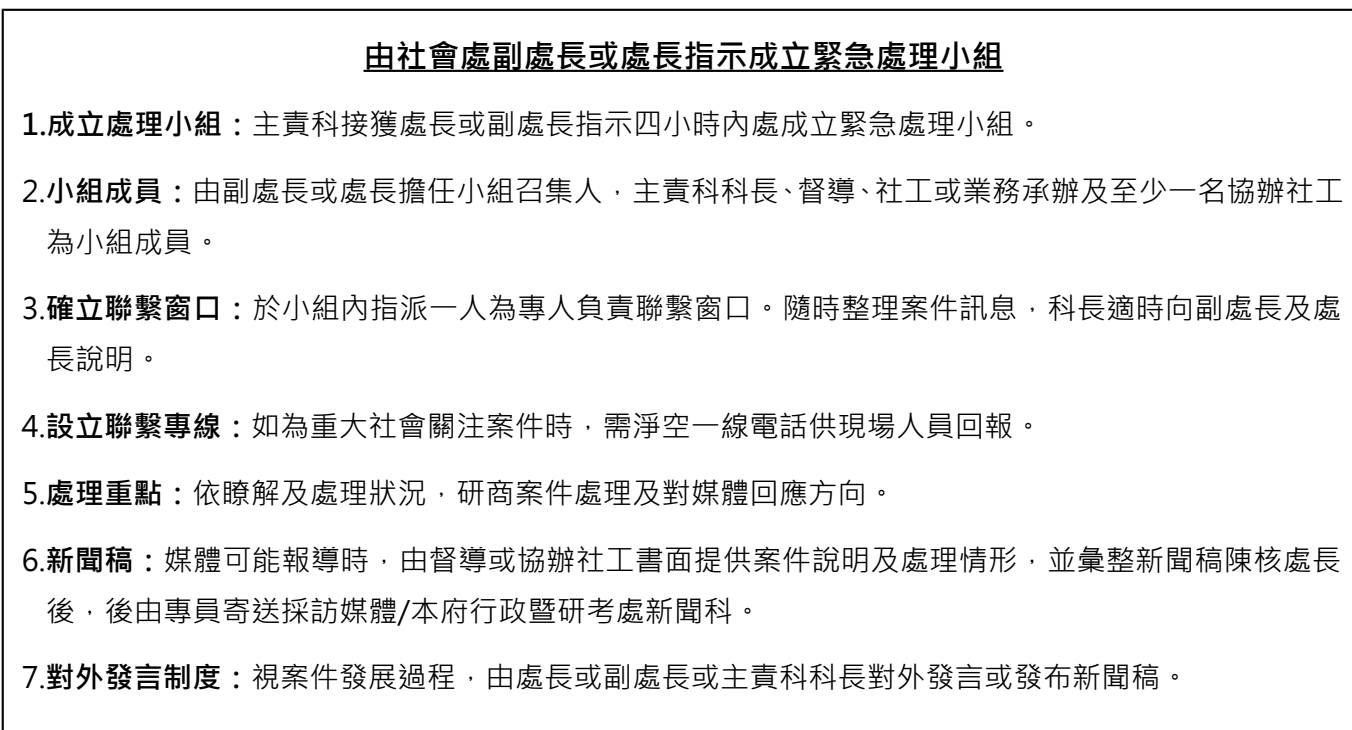 由社會處副處長或處長指示成立緊急處理小組
1.成立處理小組：主責科接獲處長或副處長指示四小時內處成立緊急處理小組。
2.小組成員：由副處長或處長擔任小組召集人，主責科科長、督導、社工或業務承辦及至少一名協辦社工
為小組成員。
3.確立聯繫窗口：於小組內指派一人為專人負責聯繫窗口。隨時整理案件訊息，科長適時向副處長及處
長說明。
4.設立聯繫專線：如為重大社會關注案件時，需淨空一線電話供現場人員回報。
5.處理重點：依瞭解及處理狀況，研商案件處理及對媒體回應方向。
6.新聞稿：媒體可能報導時，由督導或協辦社工書面提供案件說明及處理情形，並彙整新聞稿陳核處長
後，後由專員寄送採訪媒體/本府行政暨研考處新聞科。
7.對外發言制度：視案件發展過程，由處長或副處長或主責科科長對外發言或發布新聞稿。